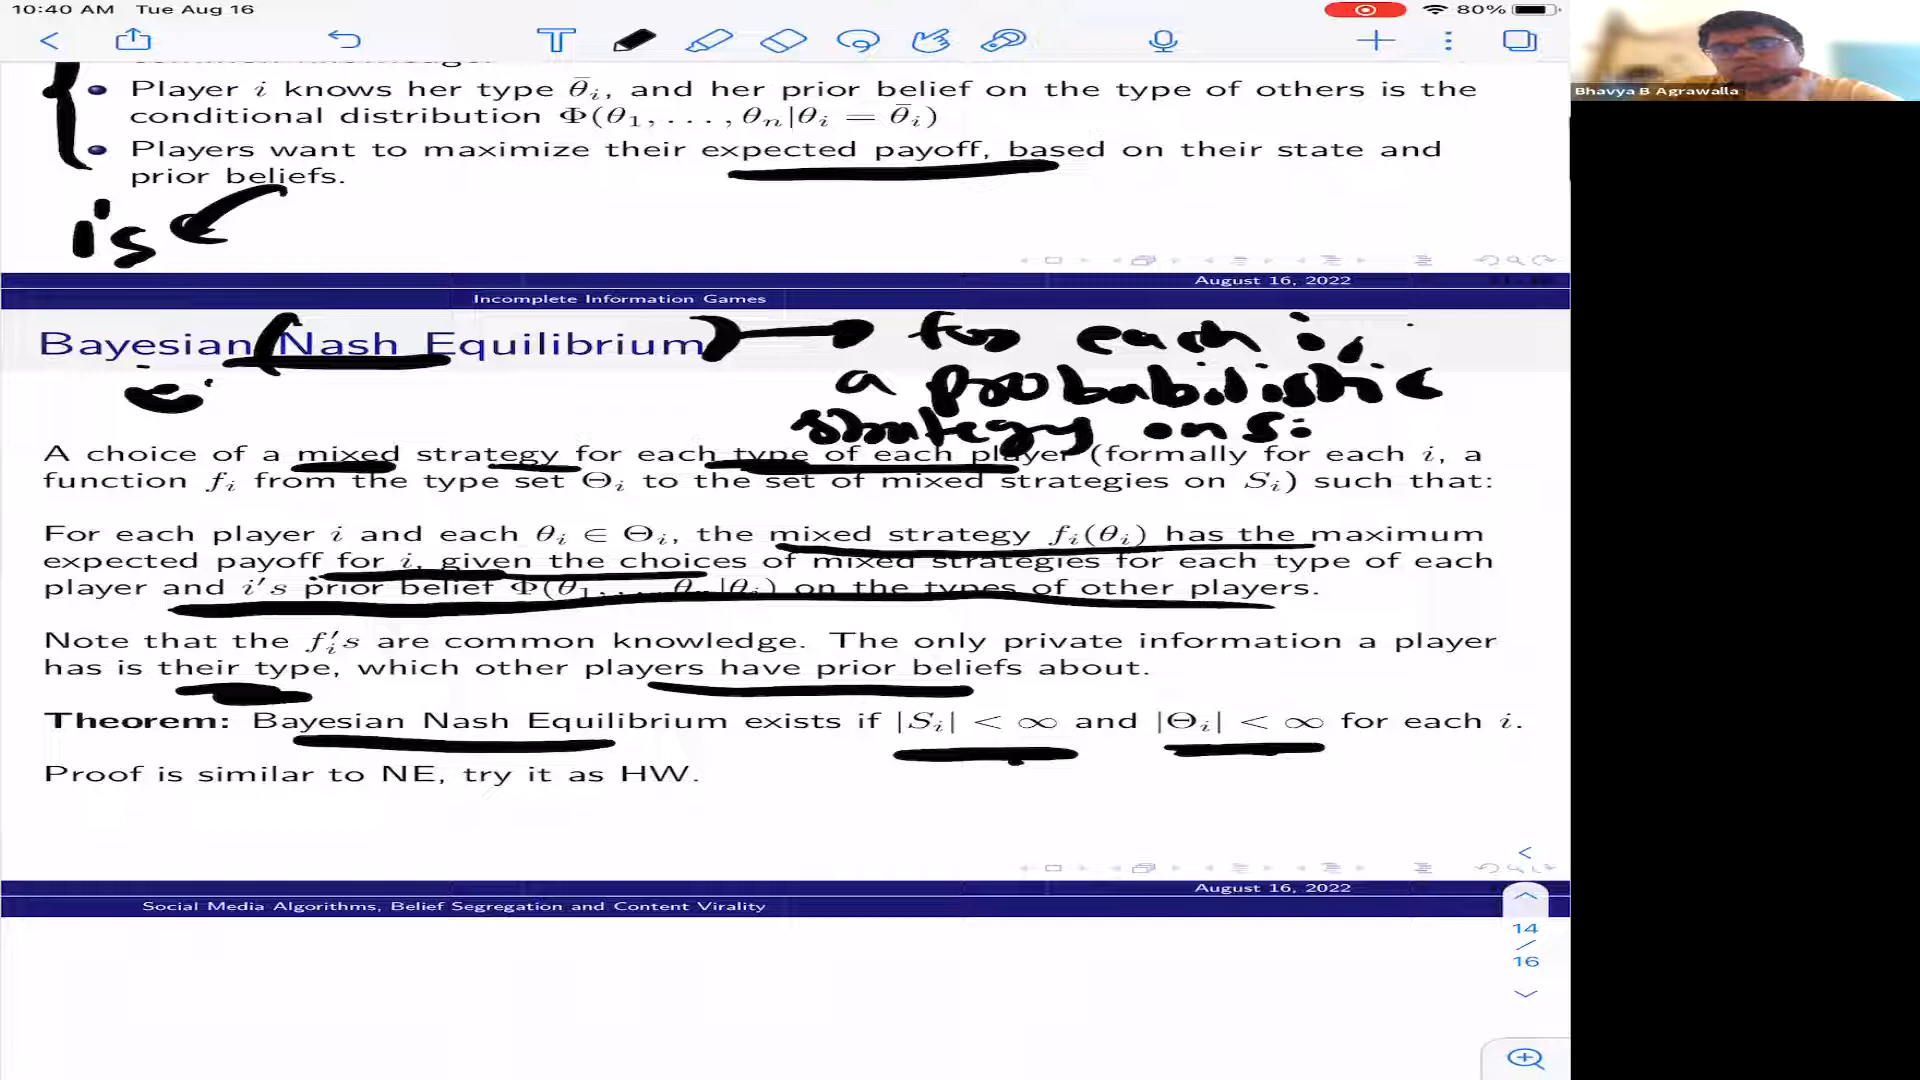 10:40 AM Tue Aug 16
80%
Bhavya B Agrawalla
Player i knows her type θ̄ᵢ, and her prior belief on the type of others is the
conditional distribution Φ(θ₁, . . . , θₙ|θᵢ = θ̄ᵢ)
Players want to maximize their expected payoff, based on their state and
prior beliefs.
i's
August 16, 2022
Incomplete Information Games
Bayesian (Nash Equilibrium) → for each i,
a probabilistic
strategy on Sᵢ
A choice of a mixed strategy for each type of each player (formally for each i, a
function fᵢ from the type set Θᵢ to the set of mixed strategies on Sᵢ) such that:
For each player i and each θᵢ ∈ Θᵢ, the mixed strategy fᵢ(θᵢ) has the maximum
expected payoff for i, given the choices of mixed strategies for each type of each
player and i's prior belief Φ(θ₁, . . . θₙ|θᵢ) on the types of other players.
Note that the fᵢ's are common knowledge. The only private information a player
has is their type, which other players have prior beliefs about.
Theorem: Bayesian Nash Equilibrium exists if |Sᵢ| < ∞ and |Θᵢ| < ∞ for each i.
Proof is similar to NE, try it as HW.
August 16, 2022
Social Media Algorithms, Belief Segregation and Content Virality
14
/
16